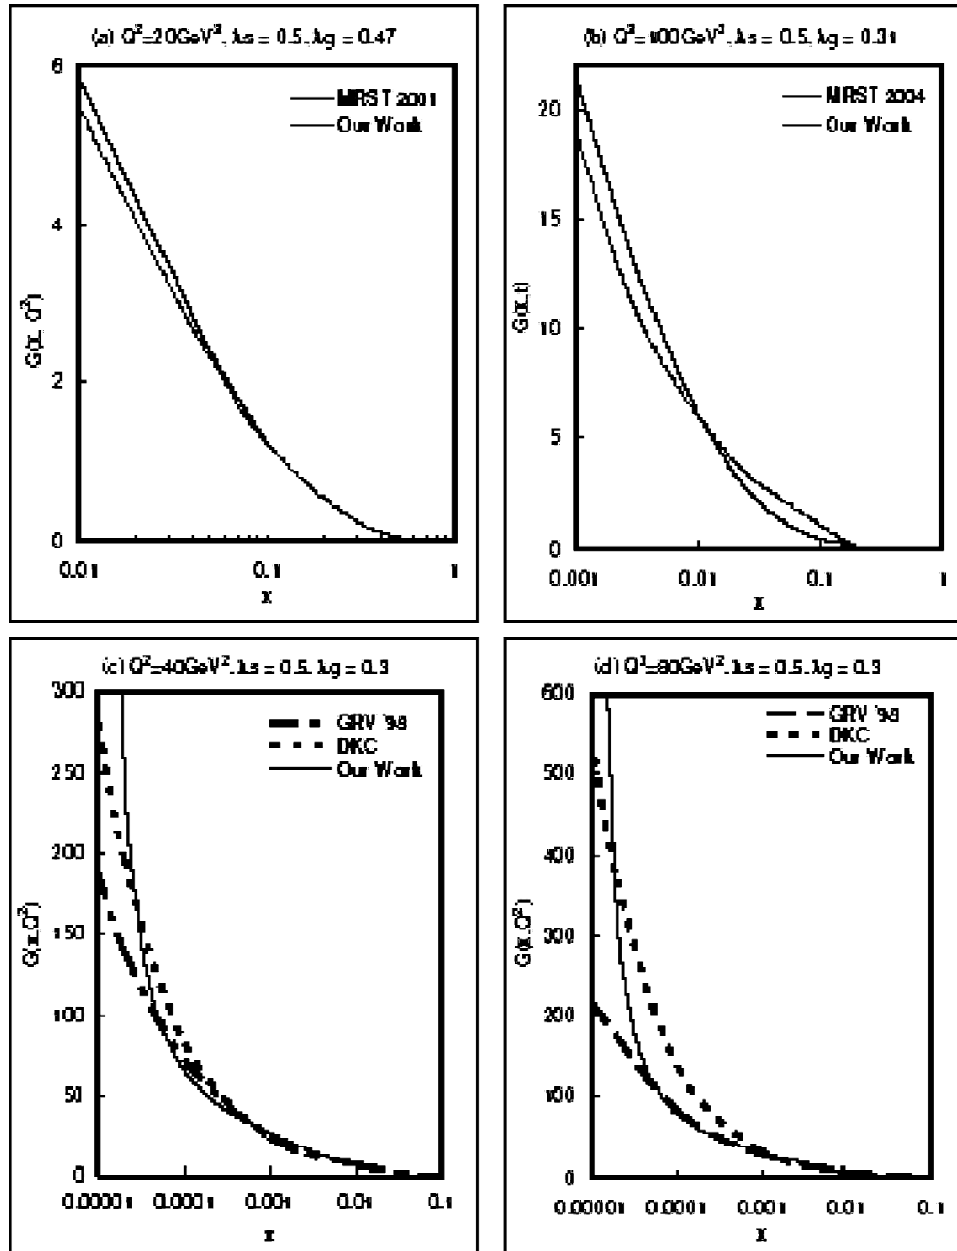 (a) Q²=20GeV², λs = 0.5, λg = 0.47
6
MRST 2001
Our Work
4
G(x, Q²)
2
0
0.01 0.1 1
x
(b) Q²=100GeV², λs = 0.5, λg = 0.31
20
MRST 2004
Our Work
15
G(x,t)
10
5
0
0.001 0.01 0.1 1
x
(c) Q²=40GeV², λs = 0.5, λg = 0.3
300
GRV '98
DKC
Our Work
250
200
G(x,Q²)
150
100
50
0
0.00001 0.0001 0.001 0.01 0.1
x
(d) Q²=80GeV², λs = 0.5, λg = 0.3
600
GRV '98
DKC
Our Work
500
400
G(x,Q²)
300
200
100
0
0.00001 0.0001 0.001 0.01 0.1
x